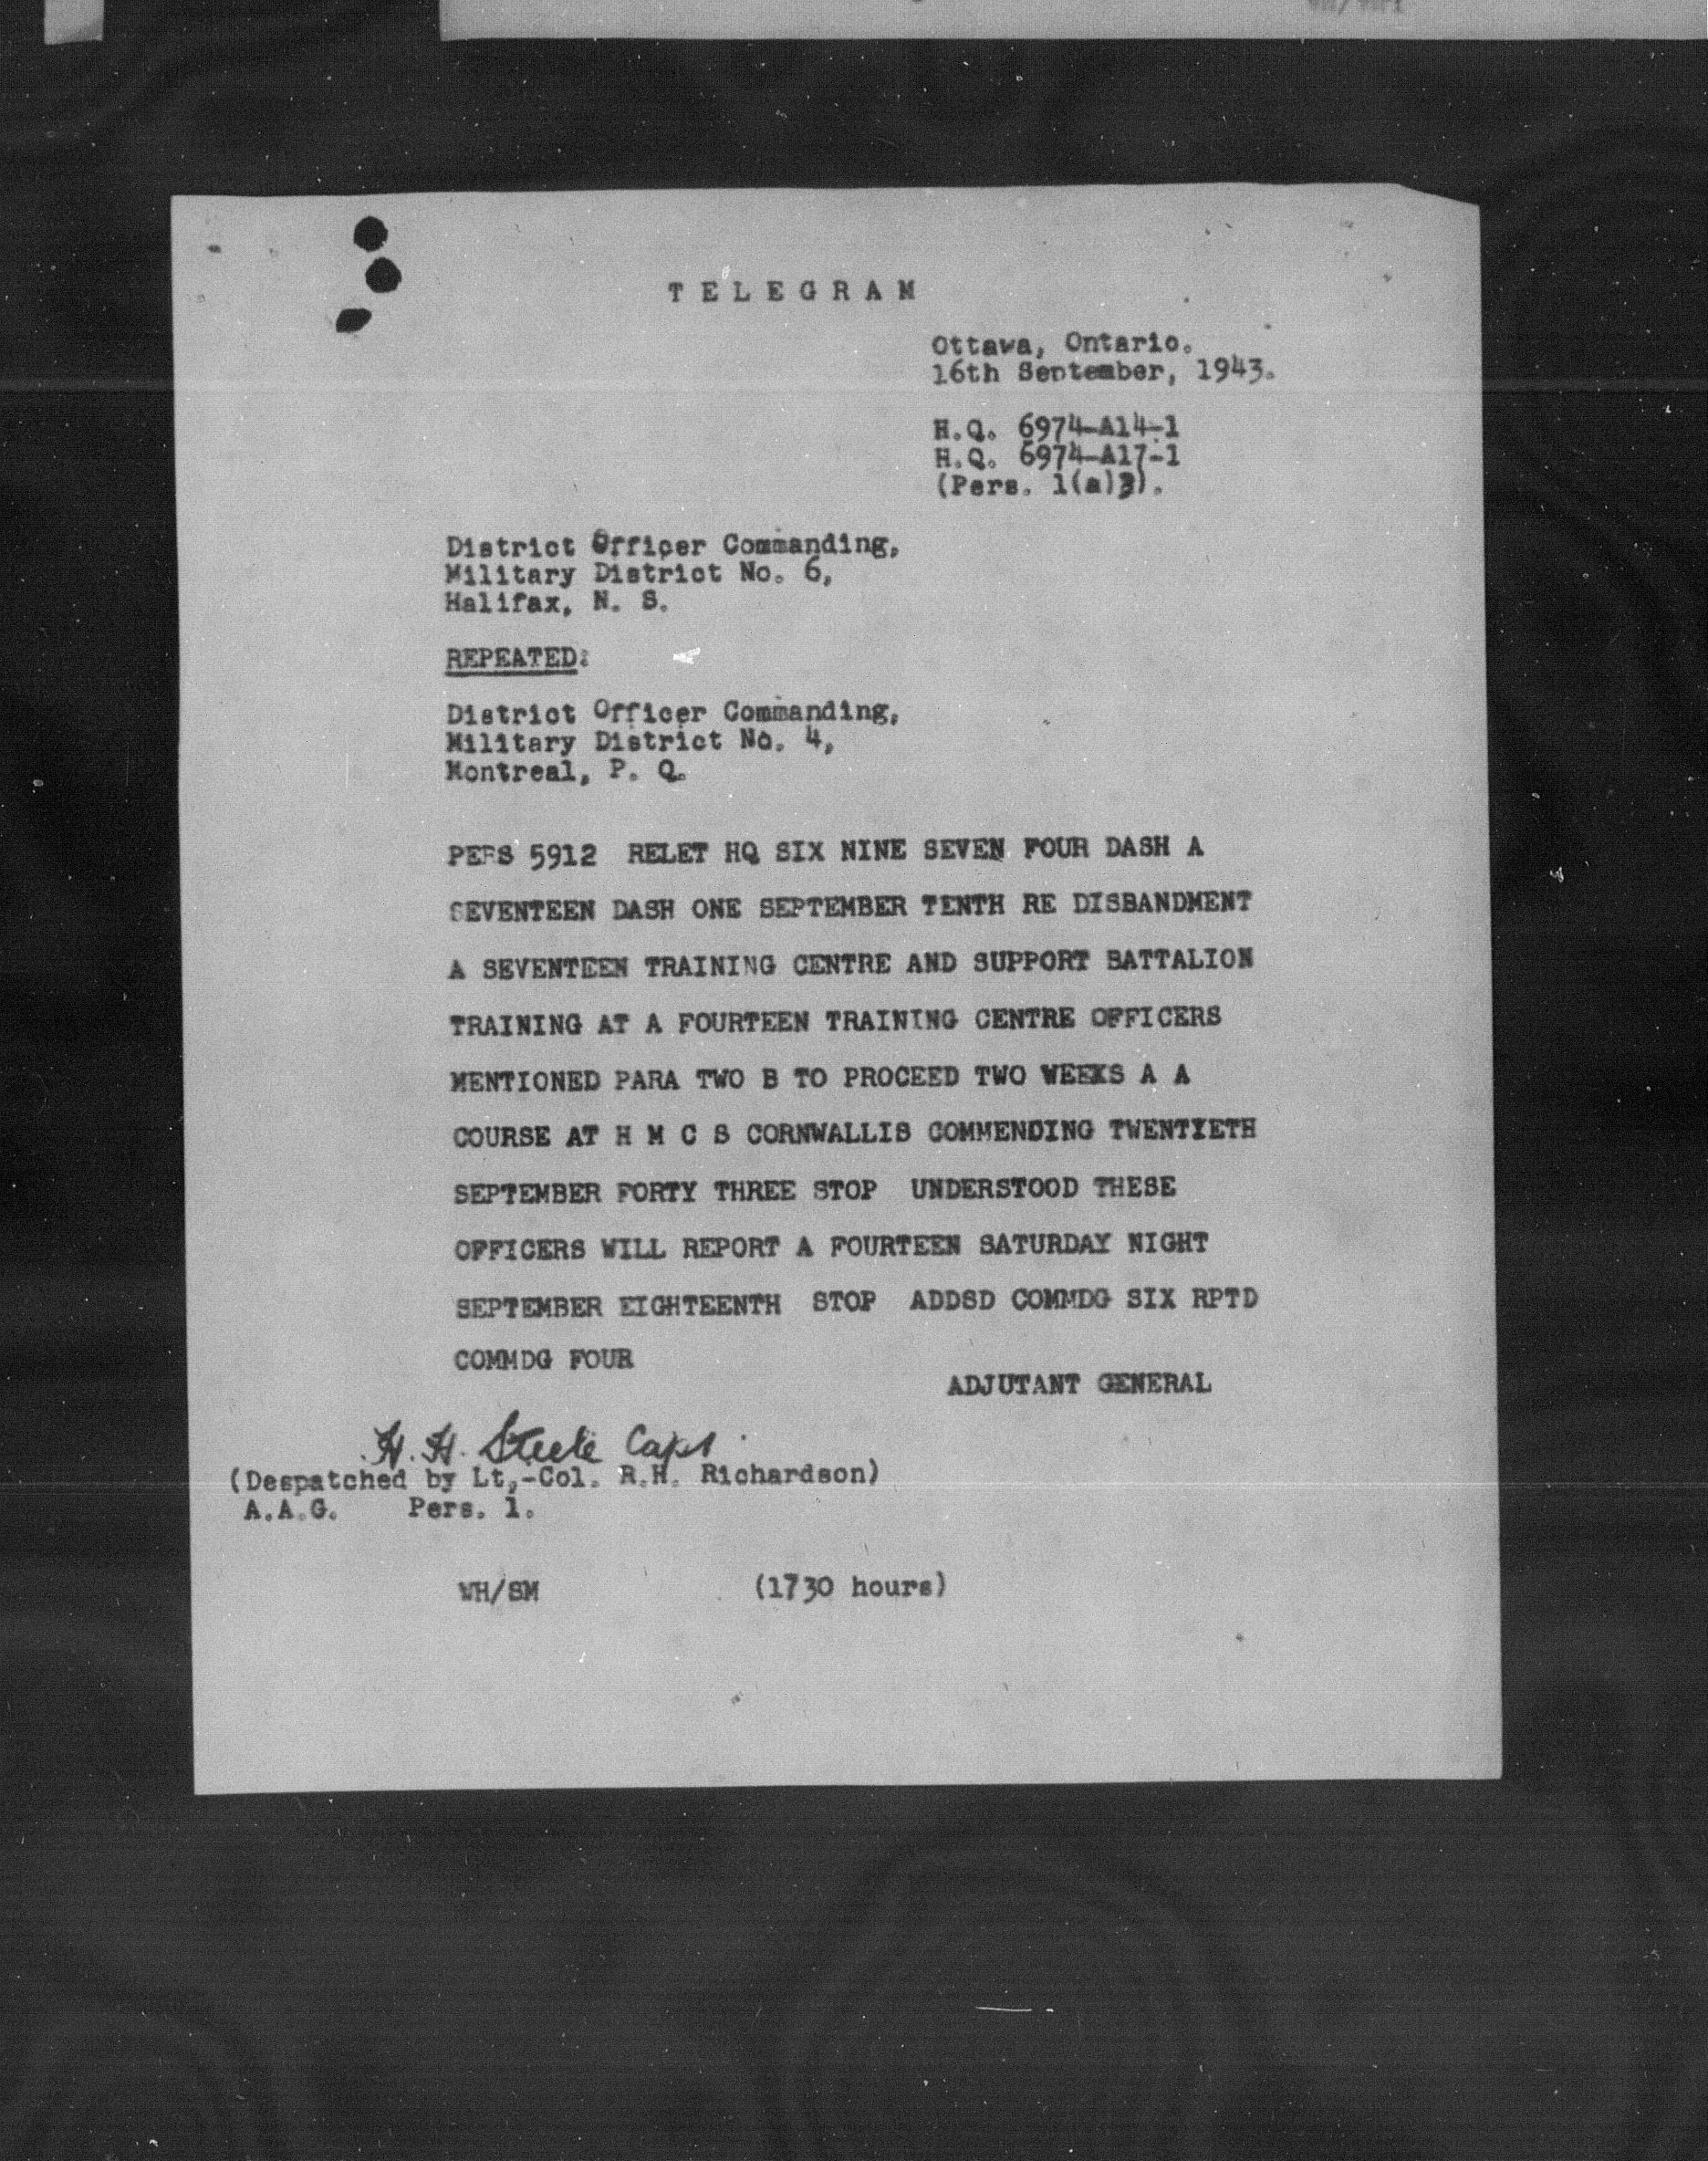 TELEGRAM
Ottawa, Ontario.
16th September, 1943.
H.Q. 6974-A14-1
H.Q. 6974-A17-1
(Pers. 1(a)3).
District Officer Commanding,
Military District No. 6,
Halifax, N. S.
REPEATED:
District Officer Commanding,
Military District No. 4,
Montreal, P. Q.
PERS 5912 RELET HQ SIX NINE SEVEN FOUR DASH A
SEVENTEEN DASH ONE SEPTEMBER TENTH RE DISBANDMENT
A SEVENTEEN TRAINING CENTRE AND SUPPORT BATTALION
TRAINING AT A FOURTEEN TRAINING CENTRE OFFICERS
MENTIONED PARA TWO B TO PROCEED TWO WEEKS A A
COURSE AT H M C S CORNWALLIS COMMENDING TWENTIETH
SEPTEMBER FORTY THREE STOP UNDERSTOOD THESE
OFFICERS WILL REPORT A FOURTEEN SATURDAY NIGHT
SEPTEMBER EIGHTEENTH STOP ADDSD COMMDG SIX RPTD
COMMDG FOUR
ADJUTANT GENERAL
H. H. Steele Capt.
(Despatched by Lt,-Col. R.H. Richardson)
A.A.G. Pers. 1.
WH/SM (1730 hours)